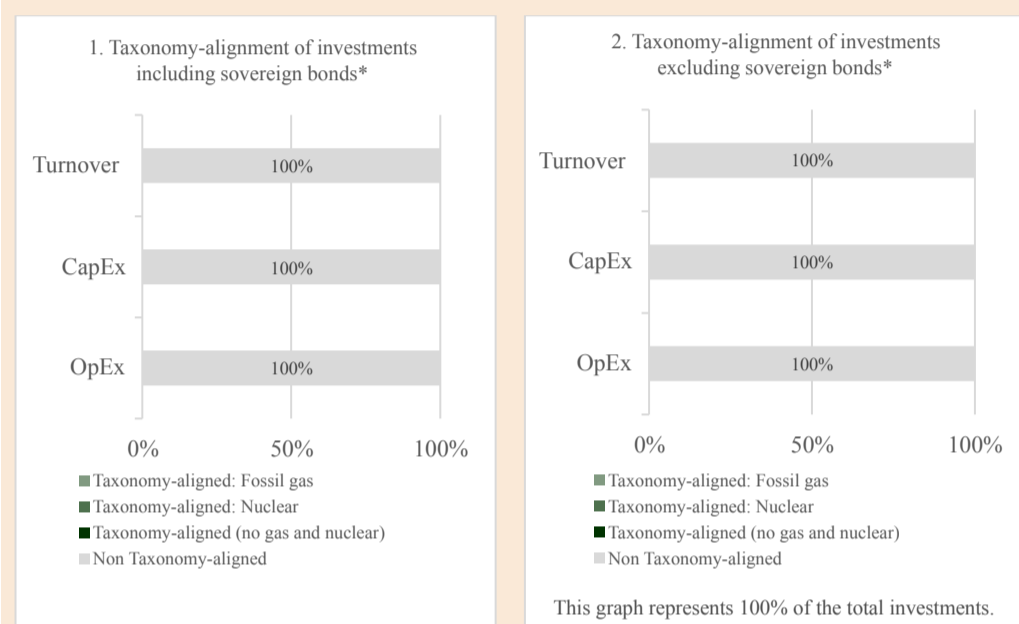 1. Taxonomy-alignment of investments
including sovereign bonds*
Turnover
100%
CapEx
100%
OpEx
100%
0% 50% 100%
Taxonomy-aligned: Fossil gas
Taxonomy-aligned: Nuclear
Taxonomy-aligned (no gas and nuclear)
Non Taxonomy-aligned
2. Taxonomy-alignment of investments
excluding sovereign bonds*
Turnover
100%
CapEx
100%
OpEx
100%
0% 50% 100%
Taxonomy-aligned: Fossil gas
Taxonomy-aligned: Nuclear
Taxonomy-aligned (no gas and nuclear)
Non Taxonomy-aligned
This graph represents 100% of the total investments.